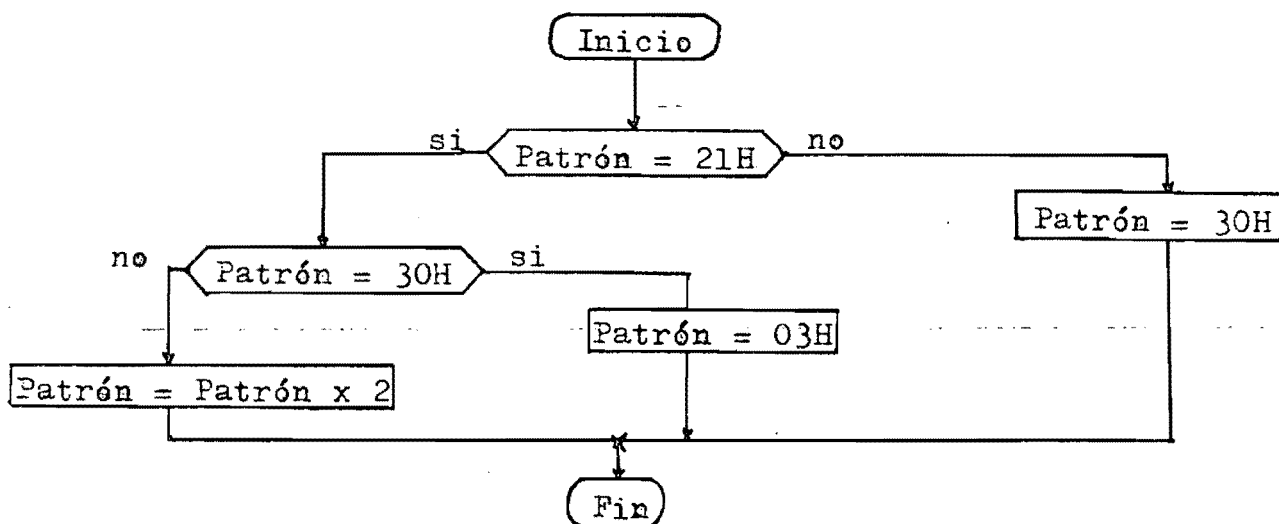 Inicio
si
Patrón = 21H
no
Patrón = 30H
no
Patrón = 30H
si
Patrón = 03H
Patrón = Patrón x 2
Fin